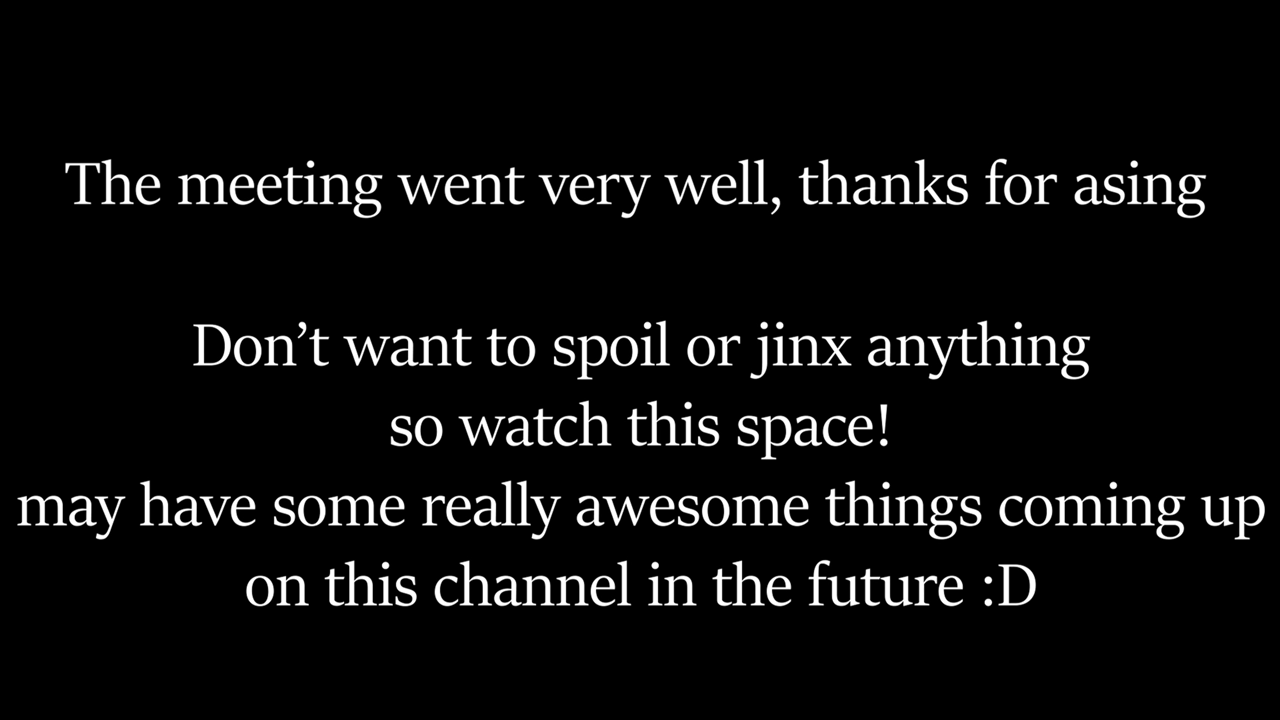 The meeting went very well, thanks for asing
Don’t want to spoil or jinx anything
so watch this space!
may have some really awesome things coming up
on this channel in the future :D